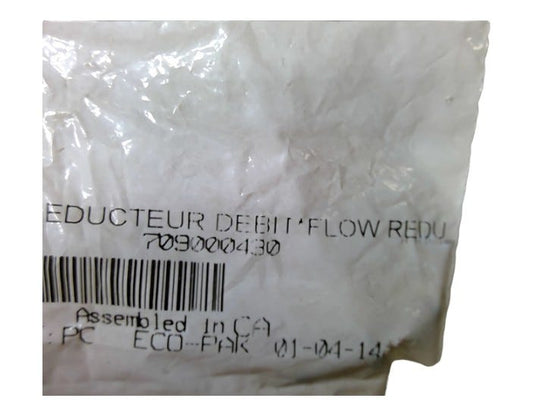 EDUCTEUR DEBIT*FLOW REDU
709000430
Assembled in CA
: PC ECO-PAK 01-04-14